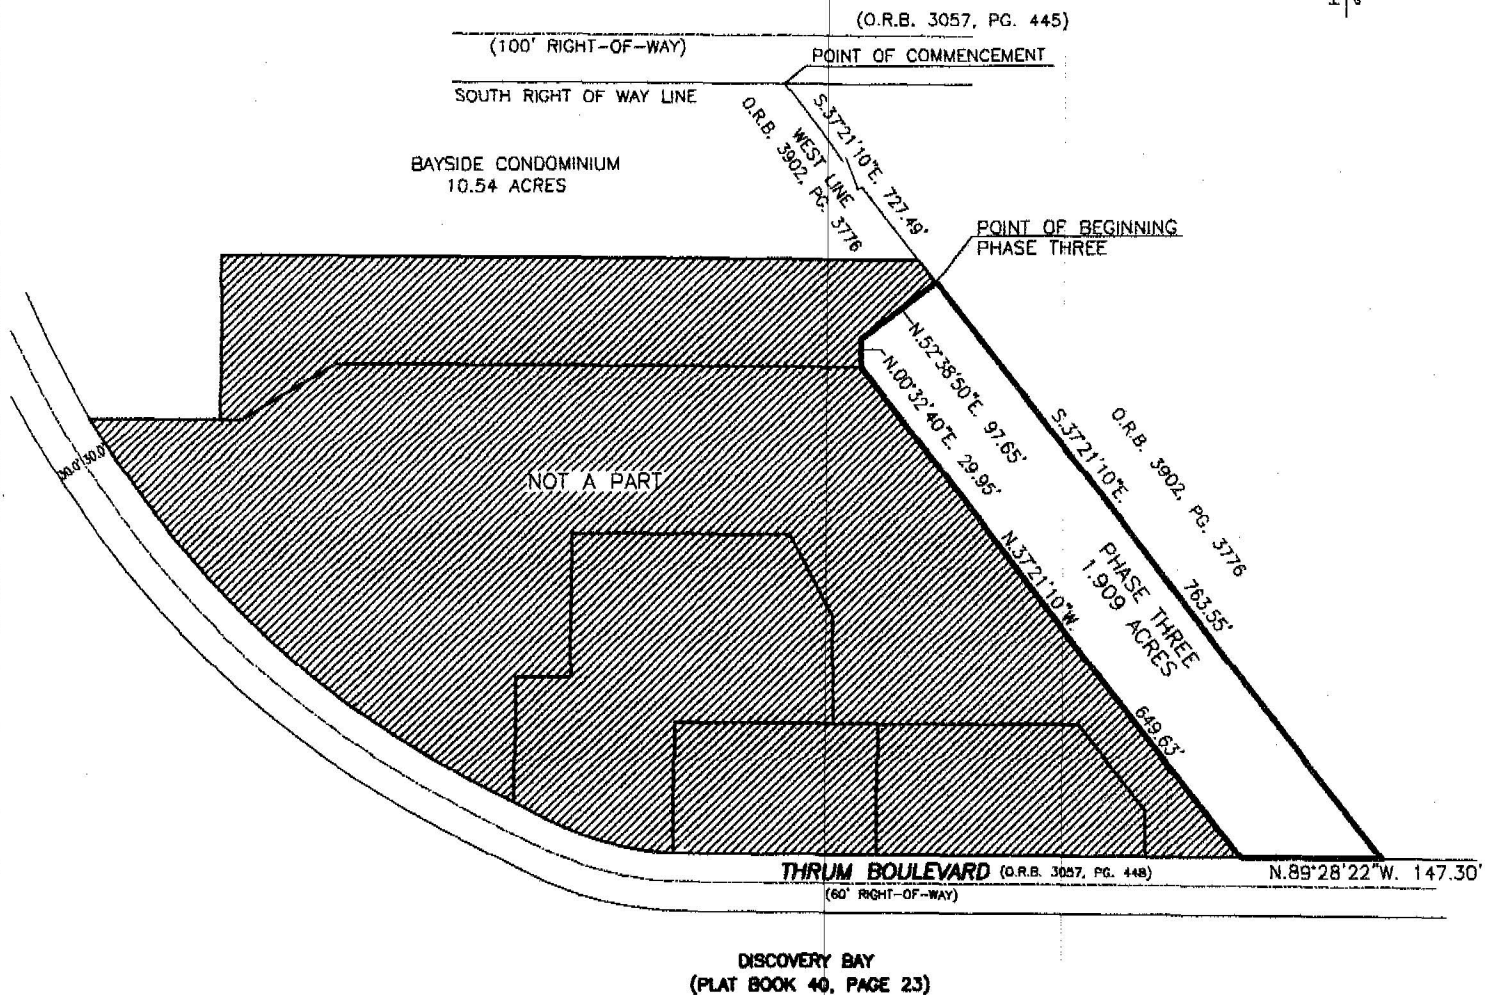 (O.R.B. 3057, PG. 445)
(100' RIGHT-OF-WAY)
POINT OF COMMENCEMENT
SOUTH RIGHT OF WAY LINE
S.37°21'10"E. 727.49'
WEST LINE
O.R.B. 3902, PG. 3776
BAYSIDE CONDOMINIUM
10.54 ACRES
POINT OF BEGINNING
PHASE THREE
N.52°38'50"E. 97.65'
N.00°32'40"E. 29.95'
S.37°21'10"E. 763.55'
O.R.B. 3902, PG. 3776
30.0' 30.0'
NOT A PART
N.37°21'10"W. 649.63'
PHASE THREE
1.909 ACRES
THRUM BOULEVARD (O.R.B. 3057, PG. 448)
N.89°28'22"W. 147.30'
(60' RIGHT-OF-WAY)
DISCOVERY BAY
(PLAT BOOK 40, PAGE 23)